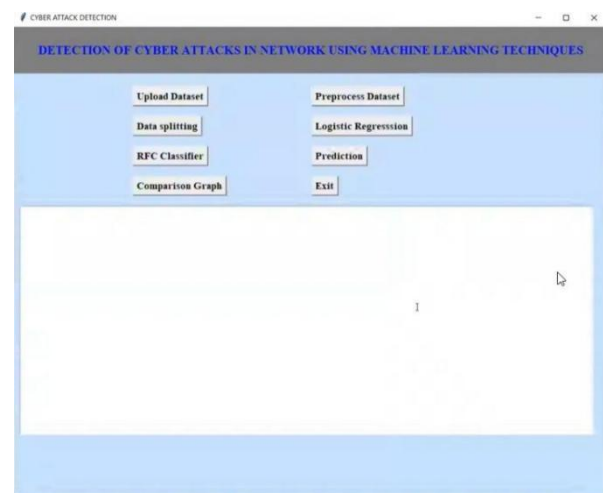 CYBER ATTACK DETECTION
DETECTION OF CYBER ATTACKS IN NETWORK USING MACHINE LEARNING TECHNIQUES
Upload Dataset Preprocess Dataset
Data splitting Logistic Regresssion
RFC Classifier Prediction
Comparison Graph Exit